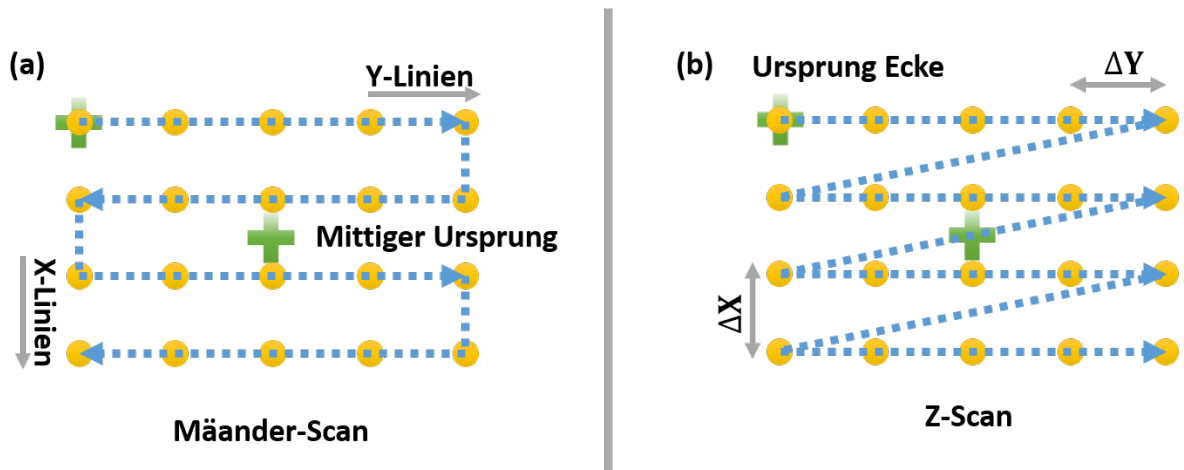 (a)
Y-Linien
Mittiger Ursprung
X-Linien
Mäander-Scan
(b)
Ursprung Ecke
ΔY
ΔX
Z-Scan